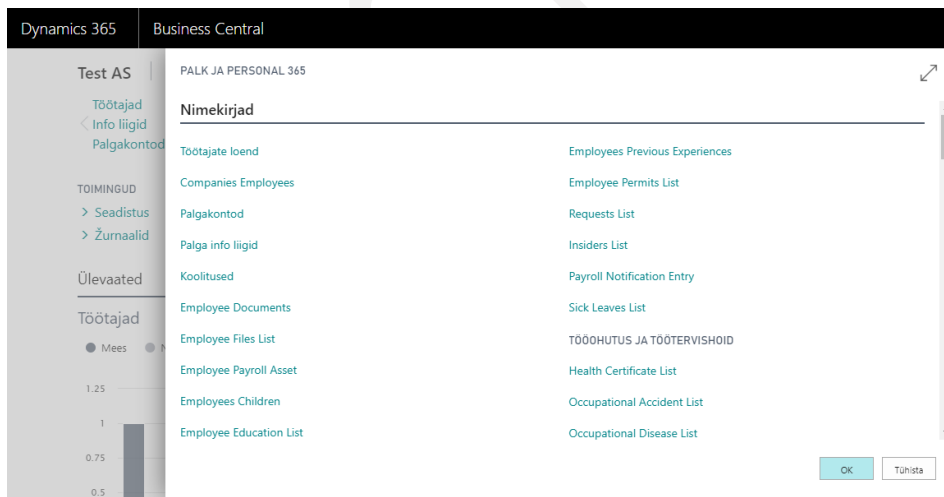 Dynamics 365
Business Central
Test AS
Töötajad
Info liigid
Palgakontod
TOIMINGUD
> Seadistus
> Žurnaalid
Ülevaated
Töötajad
Mees
1.25
1
0.75
0.5
PALK JA PERSONAL 365
Nimekirjad
Töötajate loend
Companies Employees
Palgakontod
Palga info liigid
Koolitused
Employee Documents
Employee Files List
Employee Payroll Asset
Employees Children
Employee Education List
Employees Previous Experiences
Employee Permits List
Requests List
Insiders List
Payroll Notification Entry
Sick Leaves List
TÖÖOHUTUS JA TÖÖTERVISHOID
Health Certificate List
Occupational Accident List
Occupational Disease List
OK
Tühista